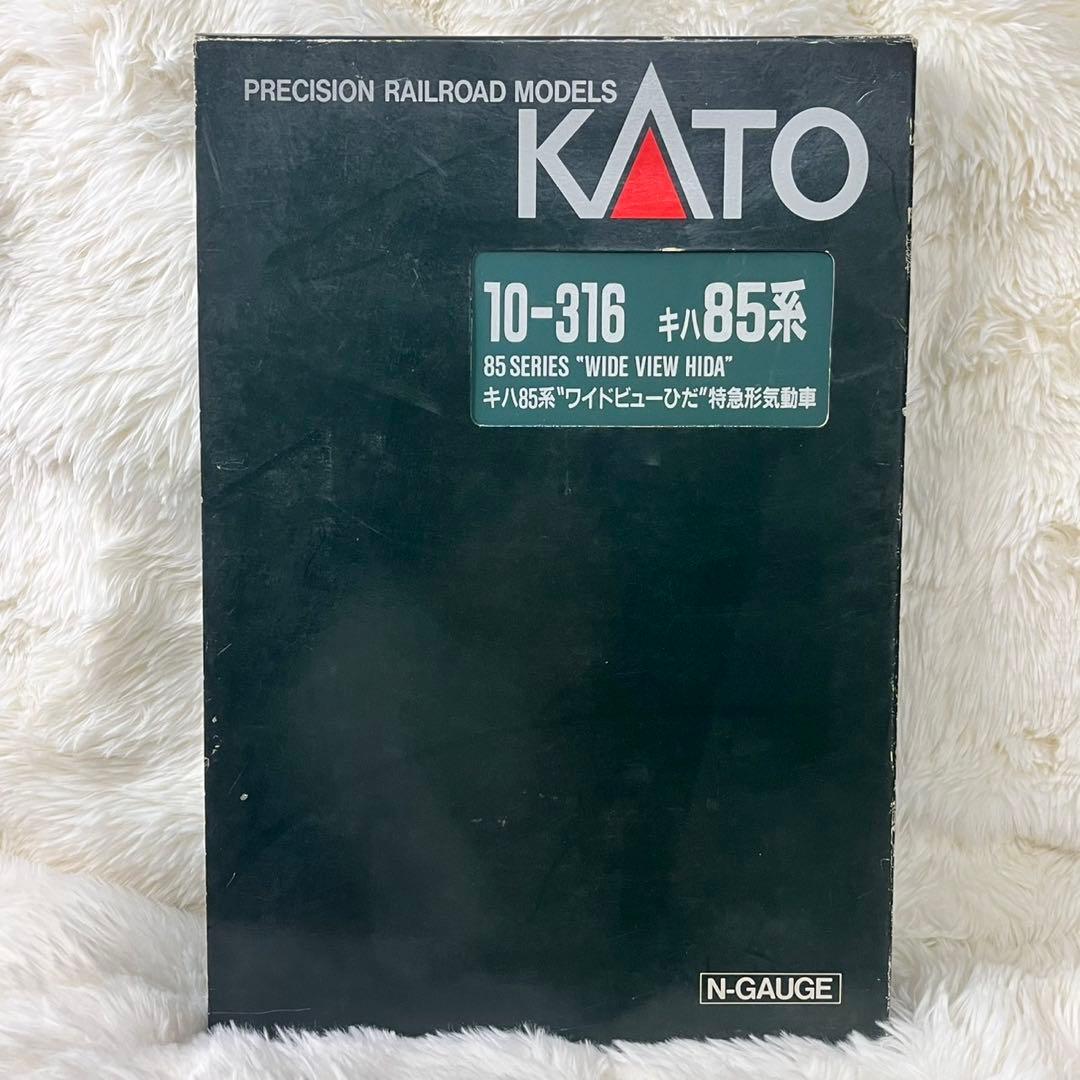 PRECISION RAILROAD MODELS
KATO
10-316 キハ85系
85 SERIES "WIDE VIEW HIDA"
キハ85系"ワイドビューひだ"特急形気動車
N-GAUGE